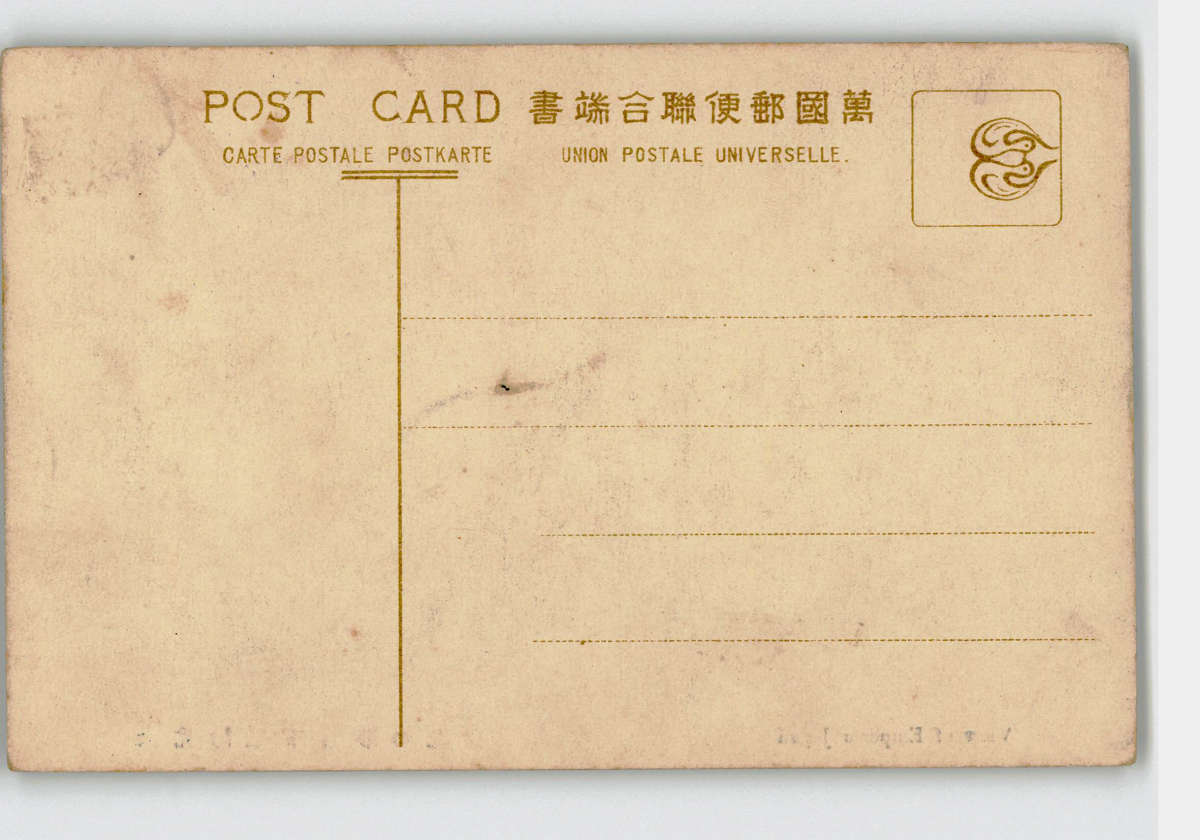 POST CARD 書端合聯便郵國萬
CARTE POSTALE POSTKARTE UNION POSTALE UNIVERSELLE.